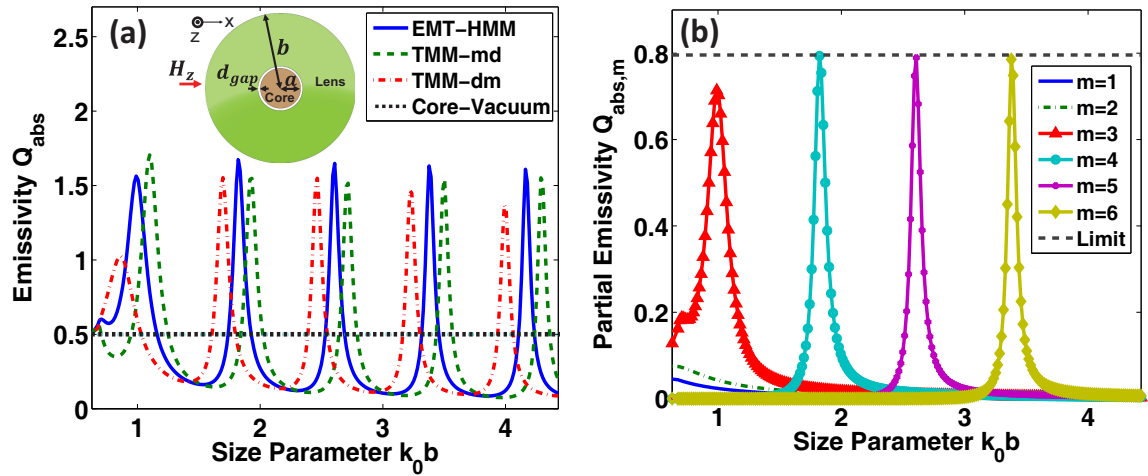 (a)
Z
X
b
H_z
d_gap
a
Lens
Core
EMT-HMM
TMM-md
TMM-dm
Core-Vacuum
Emissivity Q_abs
2.5
2
1.5
1
0.5
0
1 2 3 4
Size Parameter k_0b
(b)
Partial Emissivity Q_abs,m
0.8
0.6
0.4
0.2
0
m=1
m=2
m=3
m=4
m=5
m=6
Limit
1 2 3 4
Size Parameter k_0b